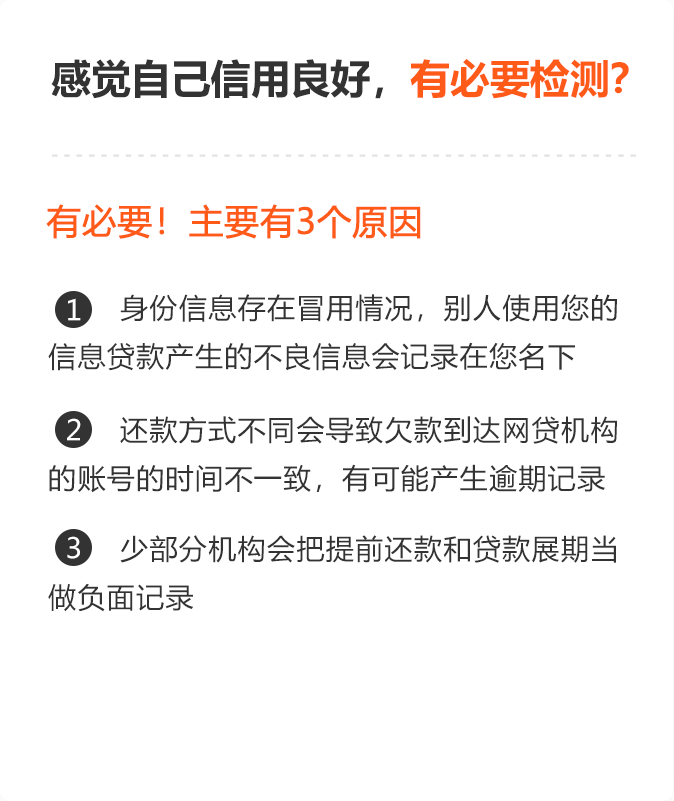 感觉自己信用良好，有必要检测？
有必要！主要有3个原因
1 身份信息存在冒用情况，别人使用您的
信息贷款产生的不良信息会记录在您名下
2 还款方式不同会导致欠款到达网贷机构
的账号的时间不一致，有可能产生逾期记录
3 少部分机构会把提前还款和贷款展期当
做负面记录